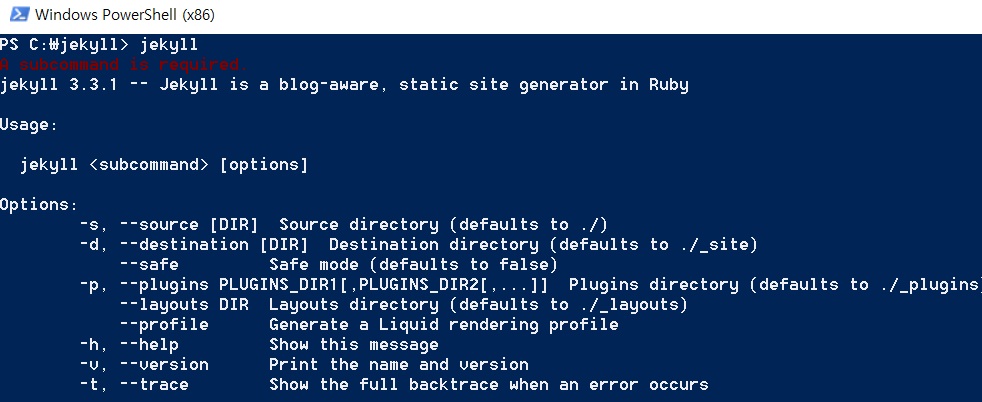 Windows PowerShell (x86)
PS C:₩jekyll> jekyll
A subcommand is required.
jekyll 3.3.1 -- Jekyll is a blog-aware, static site generator in Ruby
Usage:
jekyll <subcommand> [options]
Options:
-s, --source [DIR]  Source directory (defaults to ./)
-d, --destination [DIR]  Destination directory (defaults to ./_site)
--safe         Safe mode (defaults to false)
-p, --plugins PLUGINS_DIR1[,PLUGINS_DIR2[,...]]  Plugins directory (defaults to ./_plugins)
--layouts DIR  Layouts directory (defaults to ./_layouts)
--profile      Generate a Liquid rendering profile
-h, --help         Show this message
-v, --version      Print the name and version
-t, --trace        Show the full backtrace when an error occurs